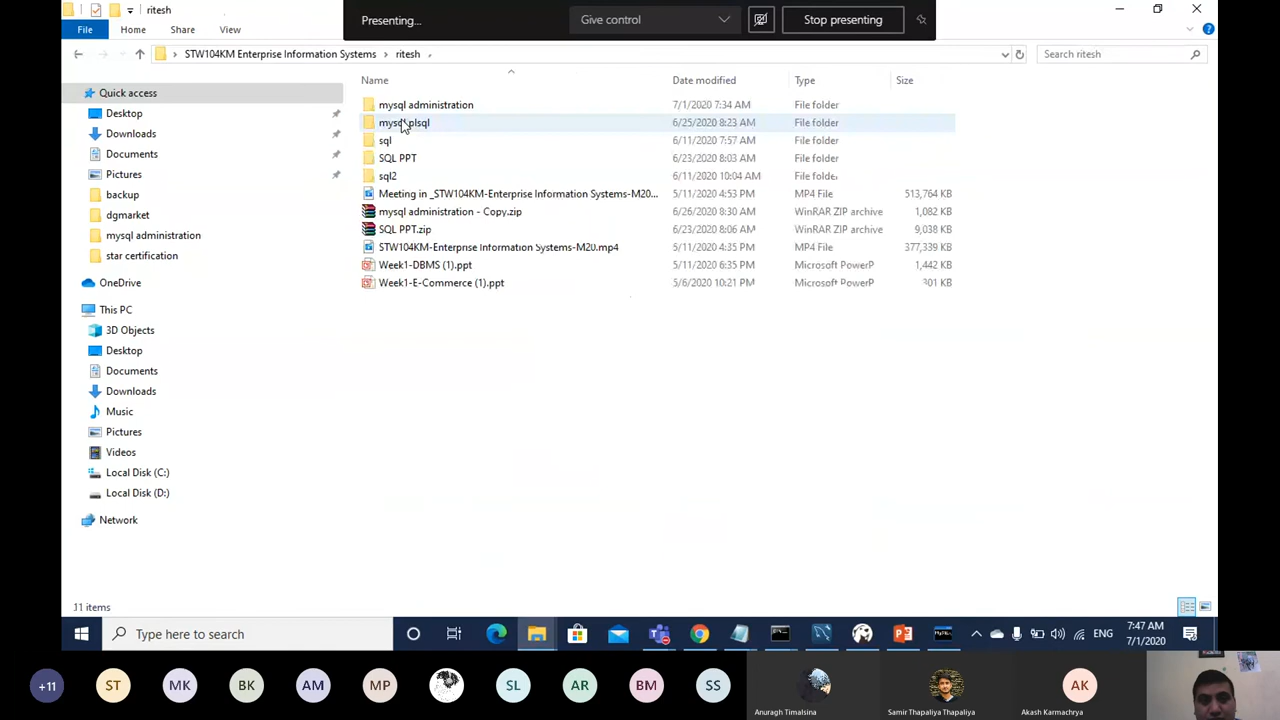 ritesh
Presenting...
Give control
Stop presenting
File
Home
Share
View
STW104KM Enterprise Information Systems
ritesh
Search ritesh
Name
Date modified
Type
Size
Quick access
Desktop
Downloads
Documents
Pictures
backup
dgmarket
mysql administration
star certification
OneDrive
This PC
3D Objects
Desktop
Documents
Downloads
Music
Pictures
Videos
Local Disk (C:)
Local Disk (D:)
Network
mysql administration 7/1/2020 7:34 AM File folder
mysql plsql 6/25/2020 8:23 AM File folder
sql 6/11/2020 7:57 AM File folder
SQL PPT 6/23/2020 8:03 AM File folder
sql2 6/11/2020 10:04 AM File folder
Meeting in _STW104KM-Enterprise Information Systems-M20... 5/11/2020 4:53 PM MP4 File 513,764 KB
mysql administration - Copy.zip 6/26/2020 8:30 AM WinRAR ZIP archive 1,082 KB
SQL PPT.zip 6/23/2020 8:06 AM WinRAR ZIP archive 9,038 KB
STW104KM-Enterprise Information Systems-M20.mp4 5/11/2020 4:35 PM MP4 File 377,339 KB
Week1-DBMS (1).ppt 5/11/2020 6:35 PM Microsoft PowerP 1,442 KB
Week1-E-Commerce (1).ppt 5/6/2020 10:21 PM Microsoft PowerP 301 KB
11 items
Type here to search
ENG
7:47 AM
7/1/2020
+11
ST
MK
BK
AM
MP
SL
AR
BM
SS
Anuragh Timalsina
Samir Thapaliya Thapaliya
AK
Akash Karmachrya